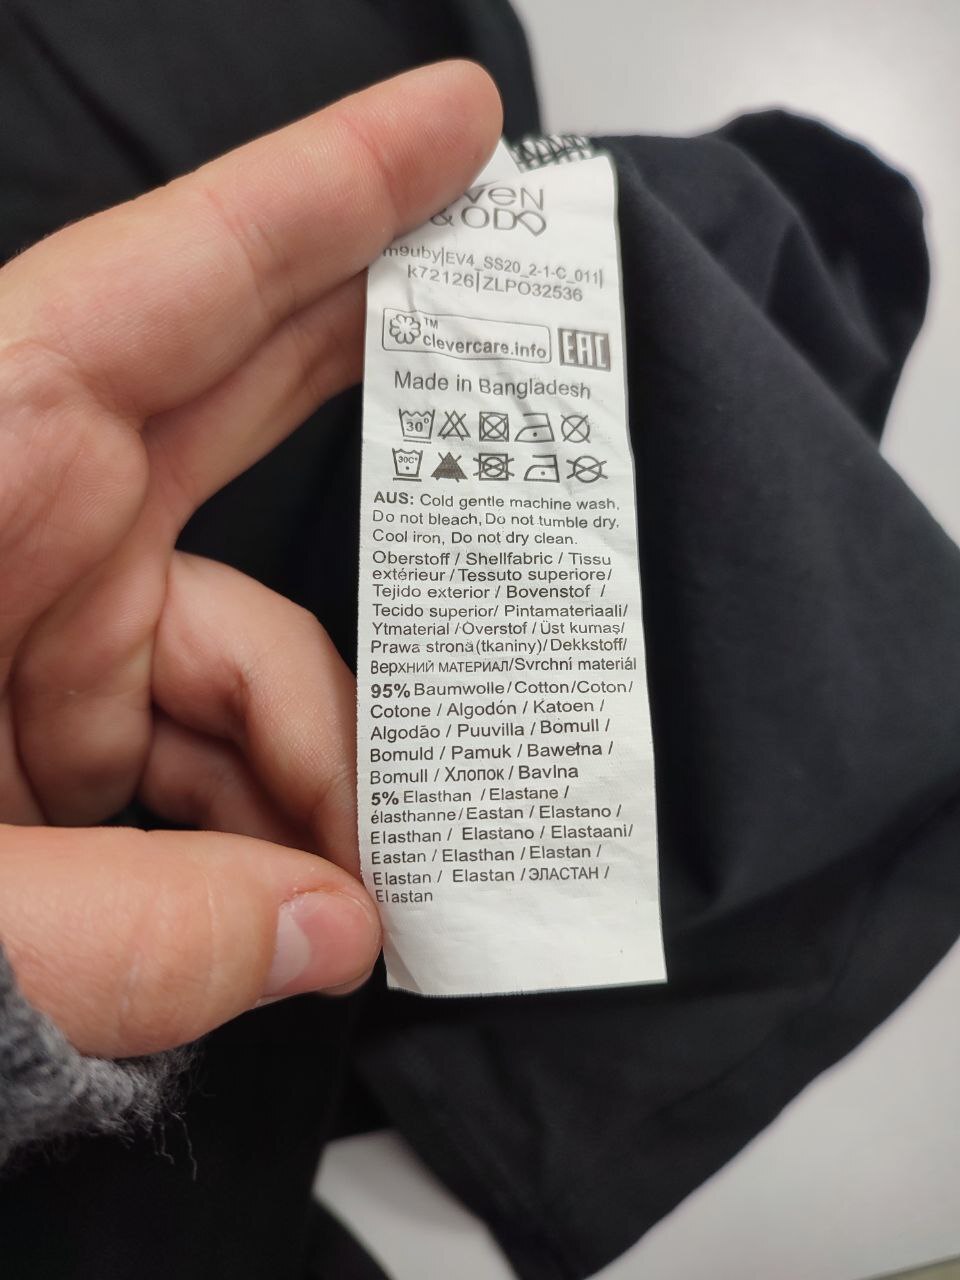 VEN
& ODD
m9uby|EV4_SS20_2-1-C_011|
k72126|ZLPO32536
TM
clevercare.info
EAC
Made in Bangladesh
30°
30C°
AUS: Cold gentle machine wash,
Do not bleach, Do not tumble dry,
Cool iron, Do not dry clean.
Oberstoff / Shellfabric / Tissu
extérieur / Tessuto superiore/
Tejido exterior / Bovenstof /
Tecido superior/ Pintamateriaali/
Ytmaterial /Overstof / Üst kumaş/
Prawa strona (tkaniny)/ Dekkstoff/
Верхний материал/Svrchní materiál
95% Baumwolle/Cotton/Coton/
Cotone / Algodón / Katoen /
Algodão / Puuvilla / Bomull /
Bomuld / Pamuk / Bawełna /
Bomull / Хлопок / Bavlna
5% Elasthan / Elastane /
élasthanne/ Eastan / Elastano /
Elasthan / Elastano / Elastaani/
Eastan / Elasthan / Elastan /
Elastan / Elastan / ЭЛАСТАН /
Elastan